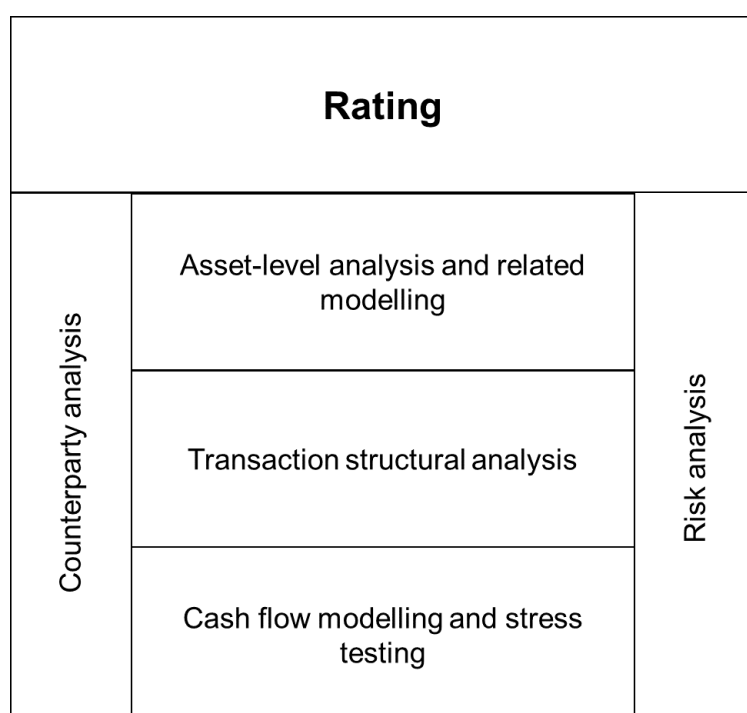 Rating
Counterparty analysis
Asset-level analysis and related
modelling
Transaction structural analysis
Cash flow modelling and stress
testing
Risk analysis